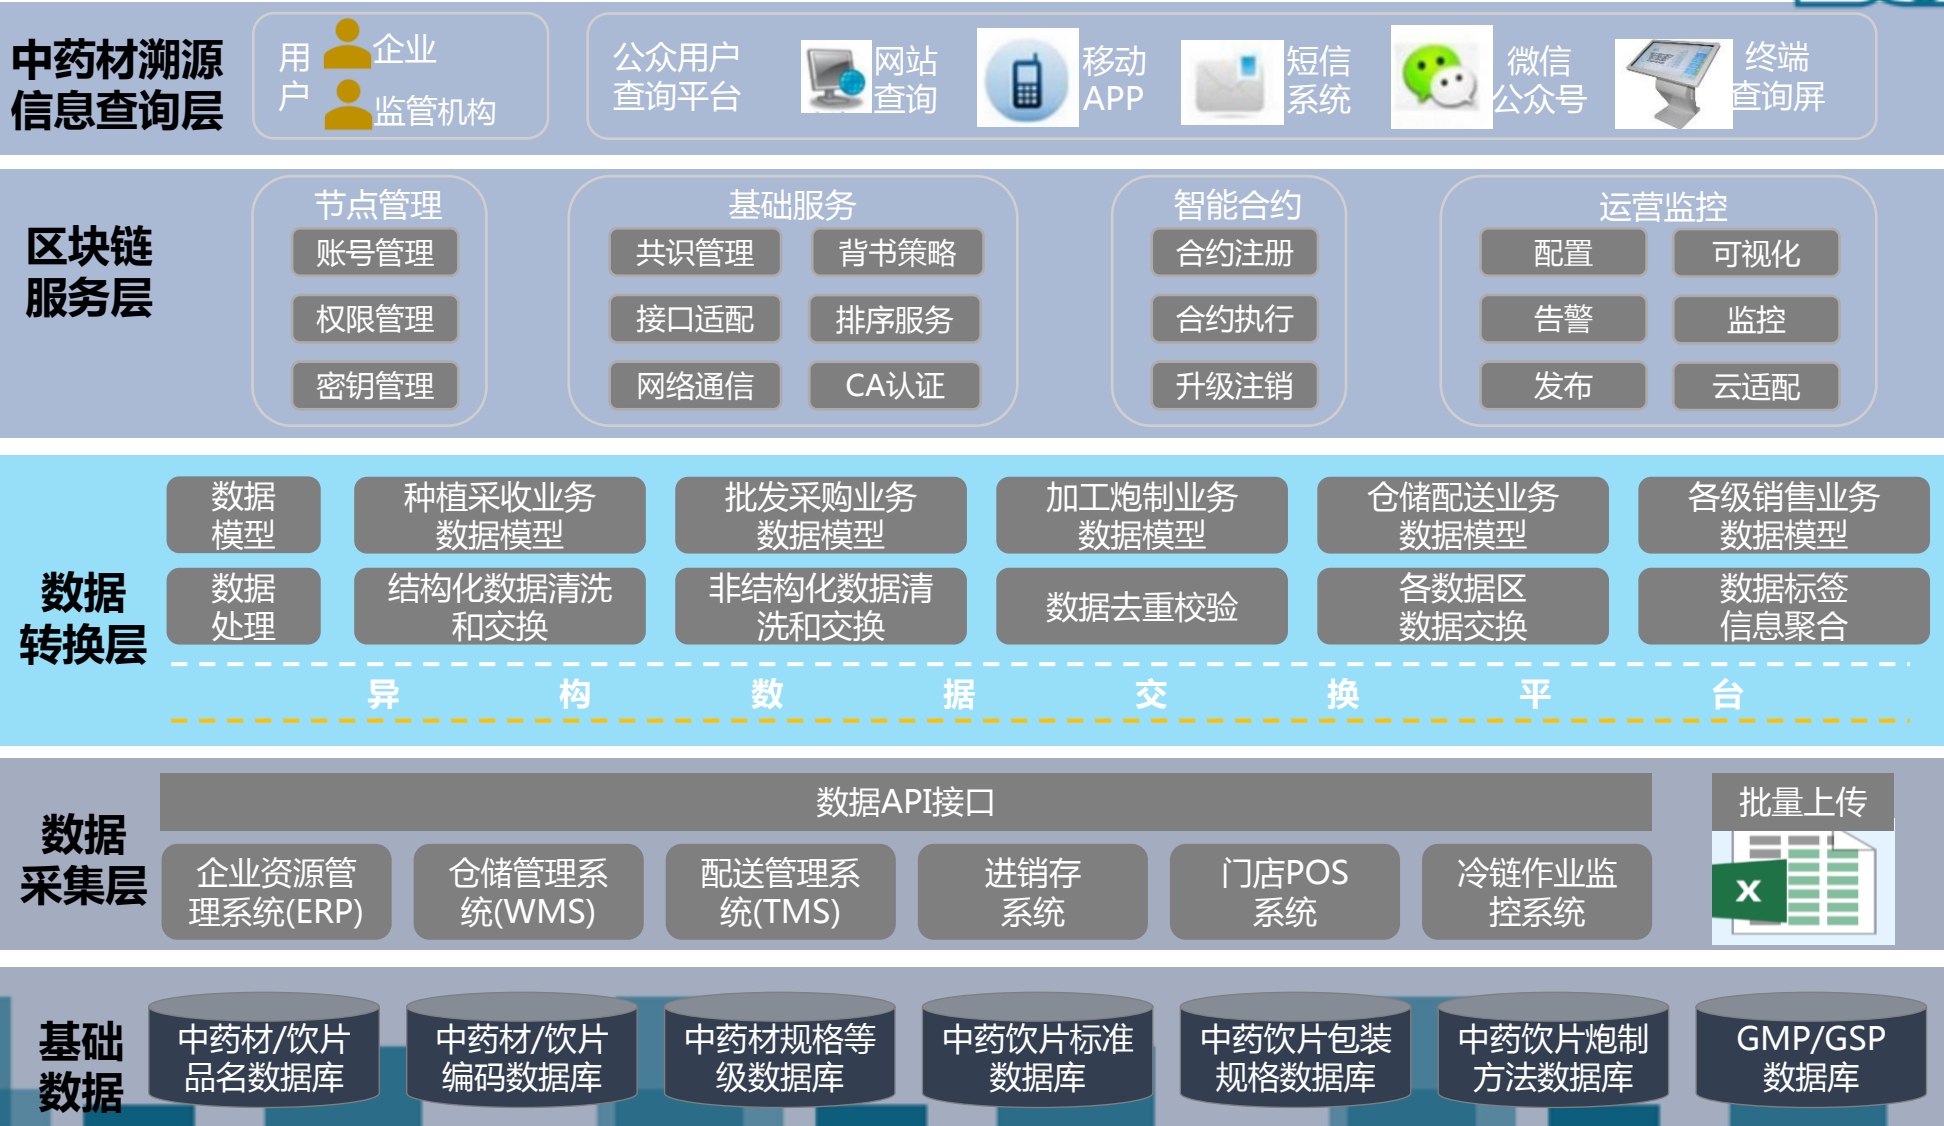 中药材溯源
信息查询层
用
户
企业
监管机构
公众用户
查询平台
网站
查询
移动
APP
短信
系统
微信
公众号
终端
查询屏
区块链
服务层
节点管理
账号管理
权限管理
密钥管理
基础服务
共识管理
背书策略
接口适配
排序服务
网络通信
CA认证
智能合约
合约注册
合约执行
升级注销
运营监控
配置
可视化
告警
监控
发布
云适配
数据
转换层
数据
模型
种植采收业务
数据模型
批发采购业务
数据模型
加工炮制业务
数据模型
仓储配送业务
数据模型
各级销售业务
数据模型
数据
处理
结构化数据清洗
和交换
非结构化数据清
洗和交换
数据去重校验
各数据区
数据交换
数据标签
信息聚合
异构数据交换平台
数据
采集层
数据API接口
批量上传
企业资源管
理系统(ERP)
仓储管理系
统(WMS)
配送管理系
统(TMS)
进销存
系统
门店POS
系统
冷链作业监
控系统
X
基础
数据
中药材/饮片
品名数据库
中药材/饮片
编码数据库
中药材规格等
级数据库
中药饮片标准
数据库
中药饮片包装
规格数据库
中药饮片炮制
方法数据库
GMP/GSP
数据库